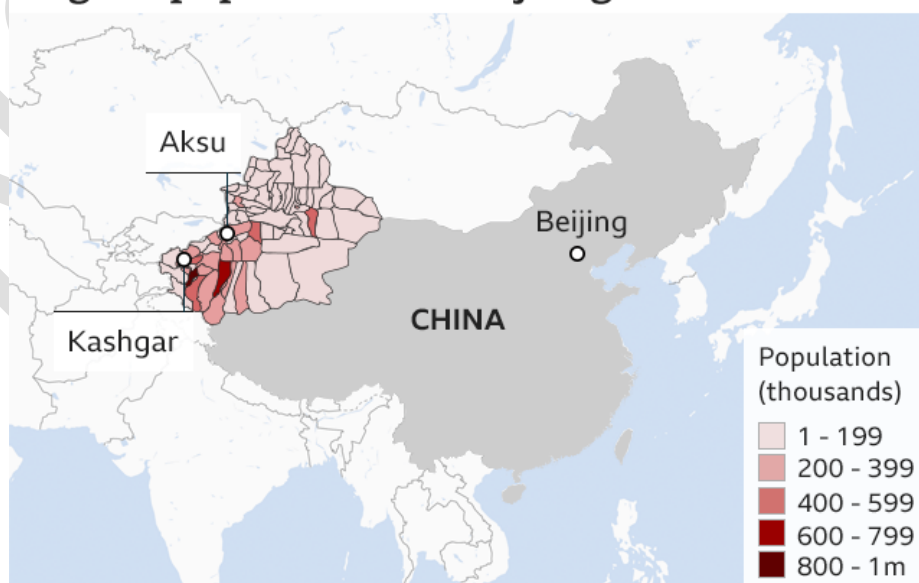 Aksu
Beijing
CHINA
Kashgar
Population
(thousands)
1 - 199
200 - 399
400 - 599
600 - 799
800 - 1m